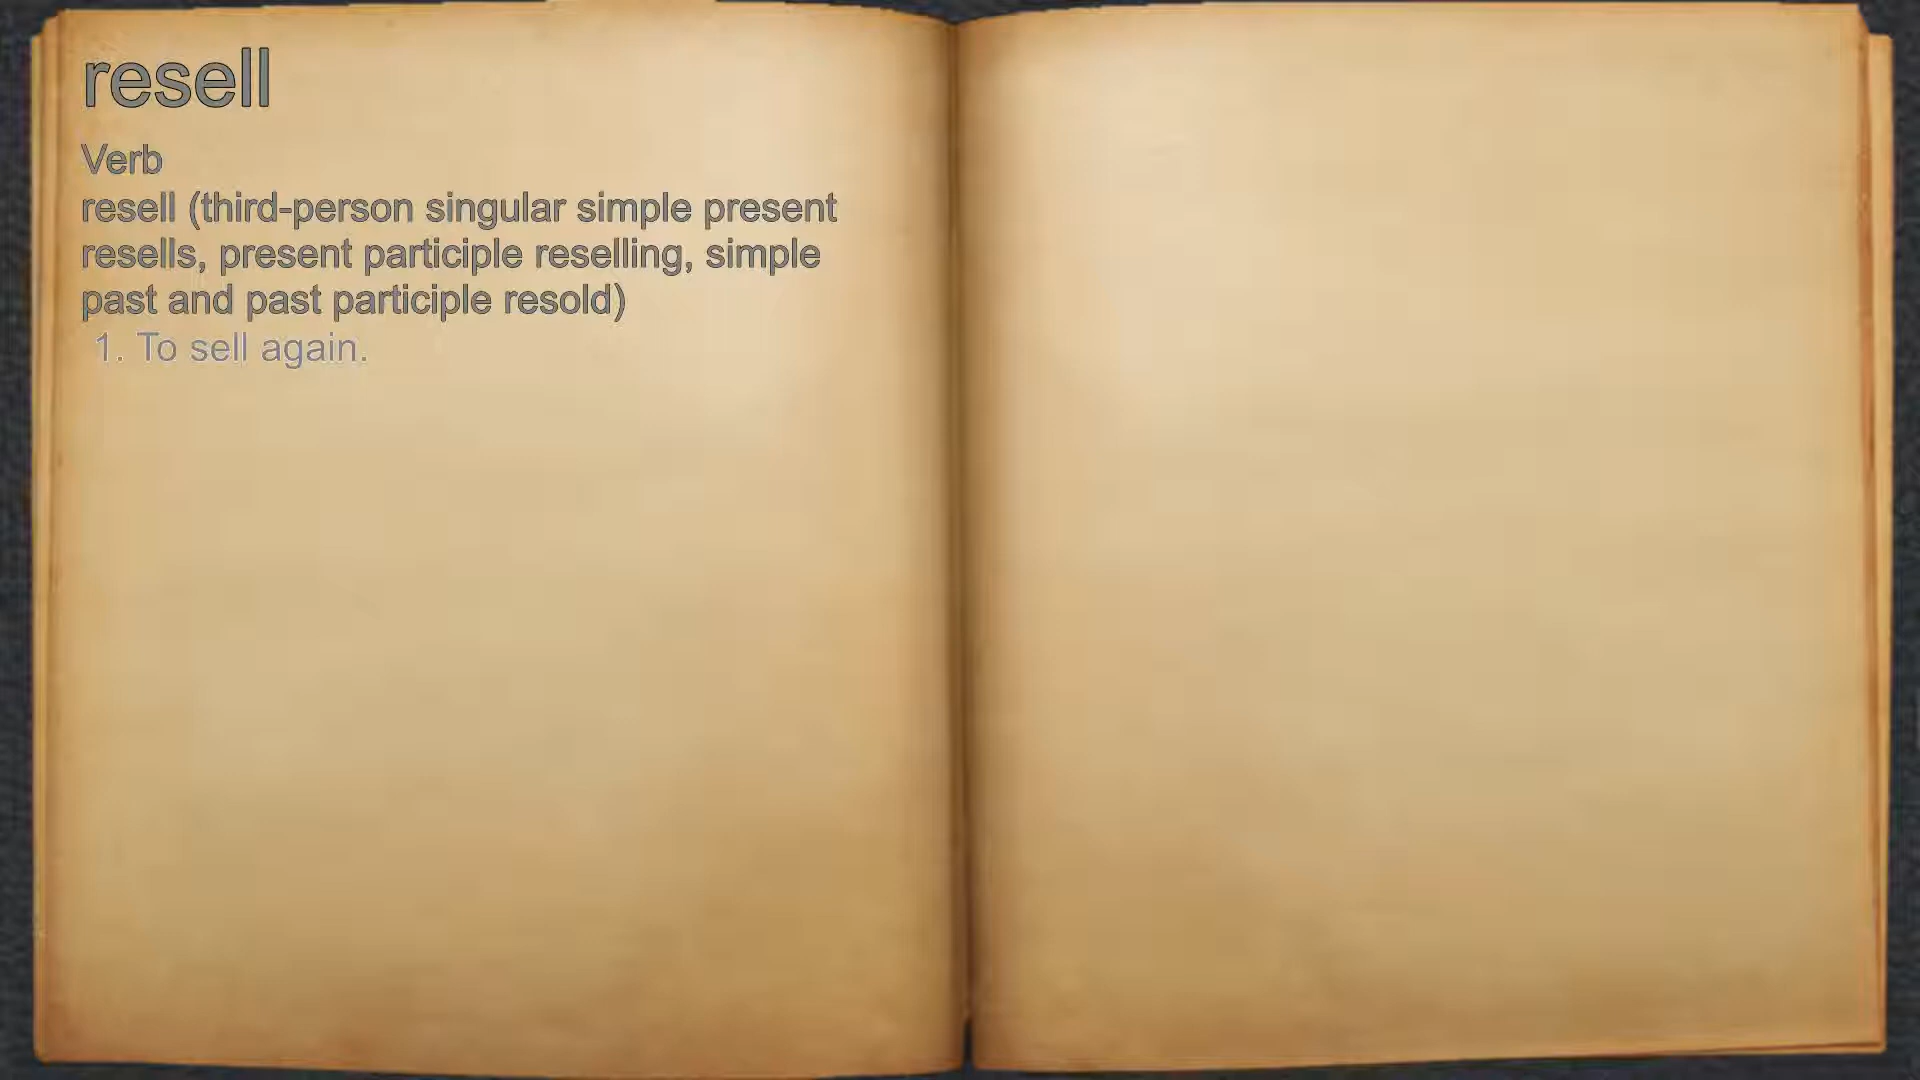 resell
Verb
resell (third-person singular simple present
resells, present participle reselling, simple
past and past participle resold)
1. To sell again.